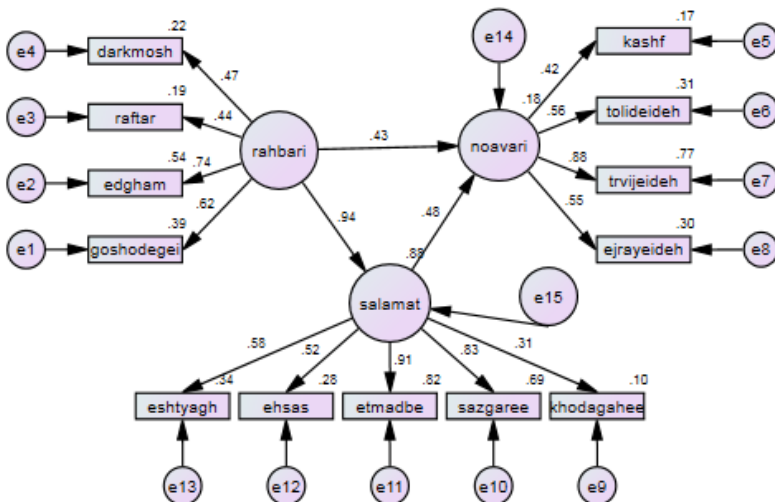 .22
e4
darkmosh
.47
.19
e3
raftar
.44
.54
.74
e2
edgham
.62
.39
e1
goshodegei
rahbari
.43
.94
e14
.18
noavari
.17
kashf
e5
.42
.31
tolideideh
e6
.56
.77
trvijeideh
e7
.88
.30
ejrayeideh
e8
.55
.48
.88
salamat
e15
.58
.52
.91
.83
.31
.34
.28
.82
.69
.10
eshtyagh
ehsas
etmadbe
sazgaree
khodagahee
e13
e12
e11
e10
e9